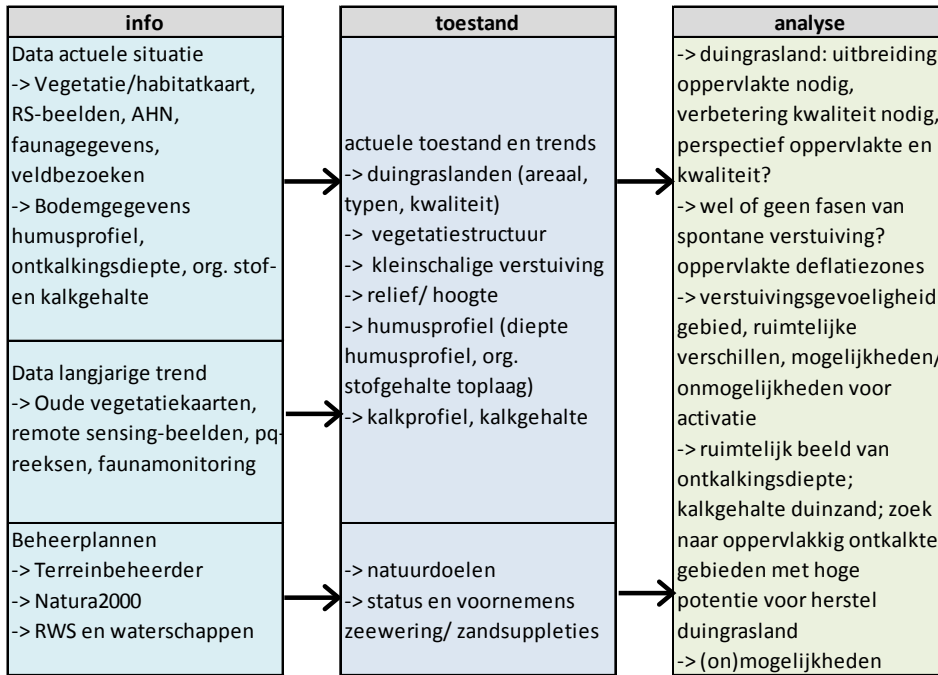 info
Data actuele situatie
-> Vegetatie/habitatkaart,
RS-beelden, AHN,
faunagegevens,
veldbezoeken
-> Bodemgegevens
humusprofiel,
ontkalkingsdiepte, org. stof-
en kalkgehalte
Data langjarige trend
-> Oude vegetatiekaarten,
remote sensing-beelden, pq-
reeksen, faunamonitoring
Beheerplannen
-> Terreinbeheerder
-> Natura2000
-> RWS en waterschappen
toestand
actuele toestand en trends
-> duingraslanden (areaal,
typen, kwaliteit)
-> vegetatiestructuur
-> kleinschalige verstuiving
-> relief/ hoogte
-> humusprofiel (diepte
humusprofiel, org.
stofgehalte toplaag)
-> kalkprofiel, kalkgehalte
-> natuurdoelen
-> status en voornemens
zeewering/ zandsuppleties
analyse
-> duingrasland: uitbreiding
oppervlakte nodig,
verbetering kwaliteit nodig,
perspectief oppervlakte en
kwaliteit?
-> wel of geen fasen van
spontane verstuiving?
oppervlakte deflatiezones
-> verstuivingsgevoeligheid
gebied, ruimtelijke
verschillen, mogelijkheden/
onmogelijkheden voor
activatie
-> ruimtelijk beeld van
ontkalkingsdiepte;
kalkgehalte duinzand; zoek
naar oppervlakkig ontkalkte
gebieden met hoge
potentie voor herstel
duingrasland
-> (on)mogelijkheden